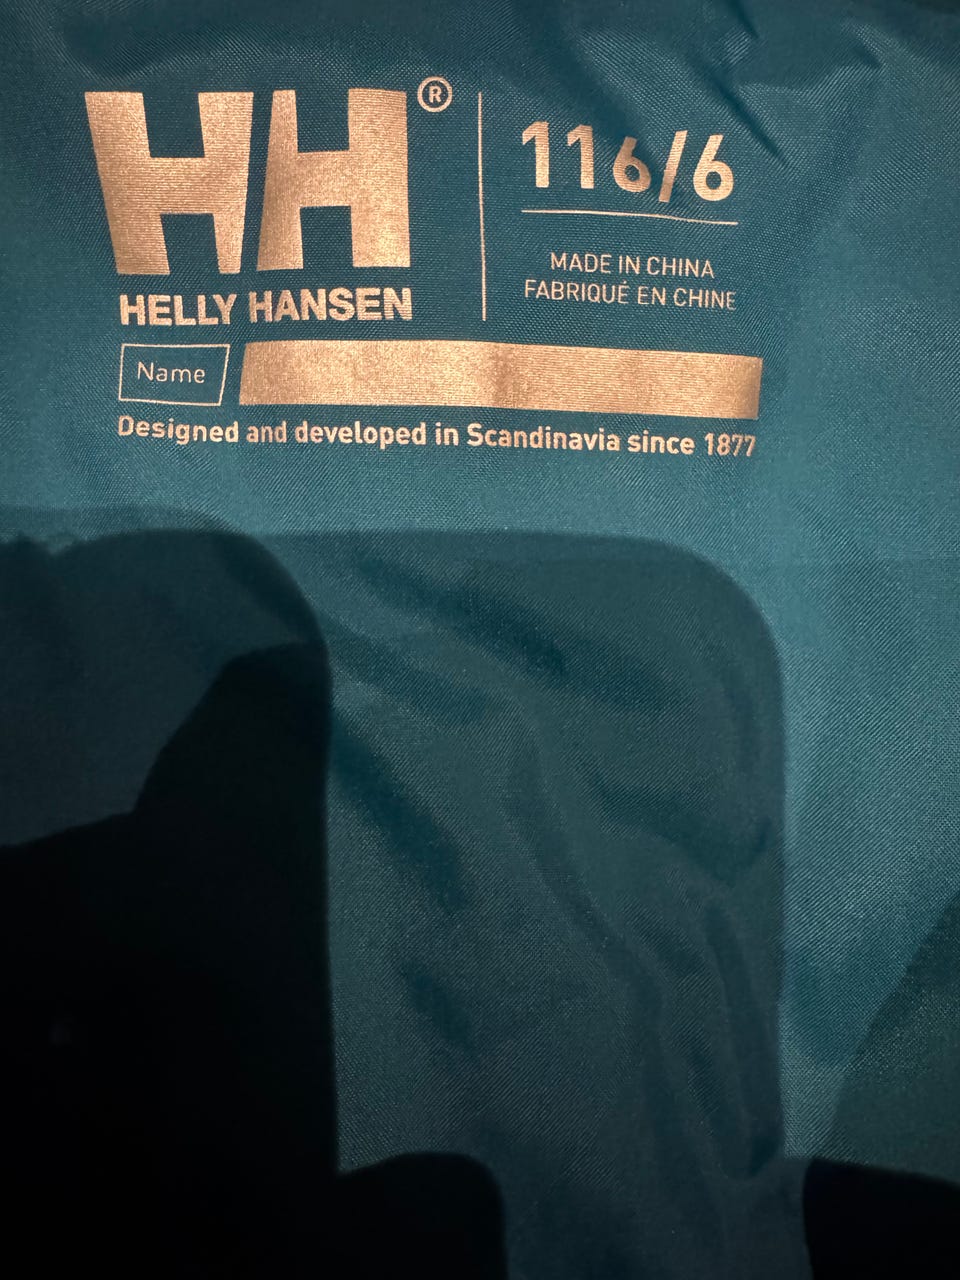 HH®
HELLY HANSEN
116/6
MADE IN CHINA
FABRIQUÉ EN CHINE
Name
Designed and developed in Scandinavia since 1877